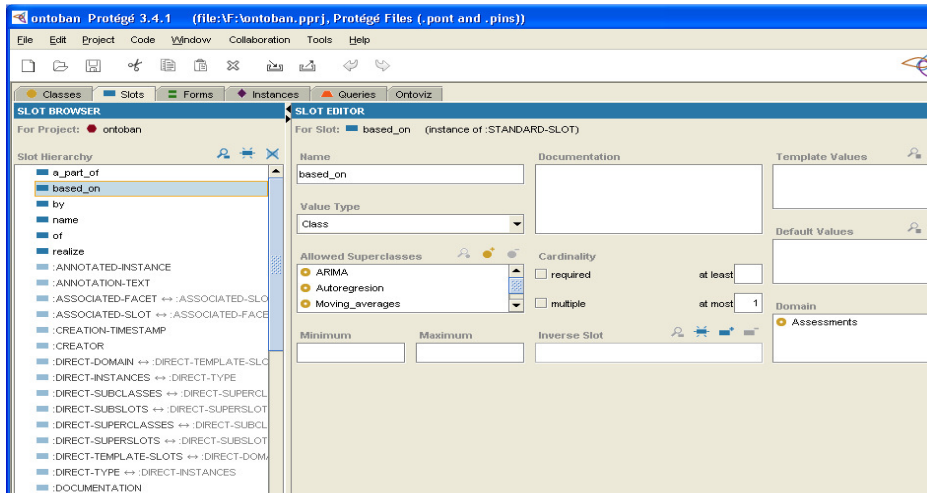 ontoban Protégé 3.4.1 (file:\F:\ontoban.pprj, Protégé Files (.pont and .pins))
File Edit Project Code Window Collaboration Tools Help
Classes Slots Forms Instances Queries Ontoviz
SLOT BROWSER
For Project: ontoban
Slot Hierarchy
a_part_of
based_on
by
name
of
realize
:ANNOTATED-INSTANCE
:ANNOTATION-TEXT
:ASSOCIATED-FACET ↔ :ASSOCIATED-SLO
:ASSOCIATED-SLOT ↔ :ASSOCIATED-FACE
:CREATION-TIMESTAMP
:CREATOR
:DIRECT-DOMAIN ↔ :DIRECT-TEMPLATE-SLO
:DIRECT-INSTANCES ↔ :DIRECT-TYPE
:DIRECT-SUBCLASSES ↔ :DIRECT-SUPERCL
:DIRECT-SUBSLOTS ↔ :DIRECT-SUPERSLOT
:DIRECT-SUPERCLASSES ↔ :DIRECT-SUBCL
:DIRECT-SUPERSLOTS ↔ :DIRECT-SUBSLOT
:DIRECT-TEMPLATE-SLOTS ↔ :DIRECT-DOM
:DIRECT-TYPE ↔ :DIRECT-INSTANCES
:DOCUMENTATION
SLOT EDITOR
For Slot: based_on (instance of :STANDARD-SLOT)
Name
based_on
Value Type
Class
Allowed Superclasses
ARIMA
Autoregresion
Moving_averages
Minimum Maximum
Documentation
Cardinality
required at least
multiple at most 1
Inverse Slot
Template Values
Default Values
Domain
Assessments